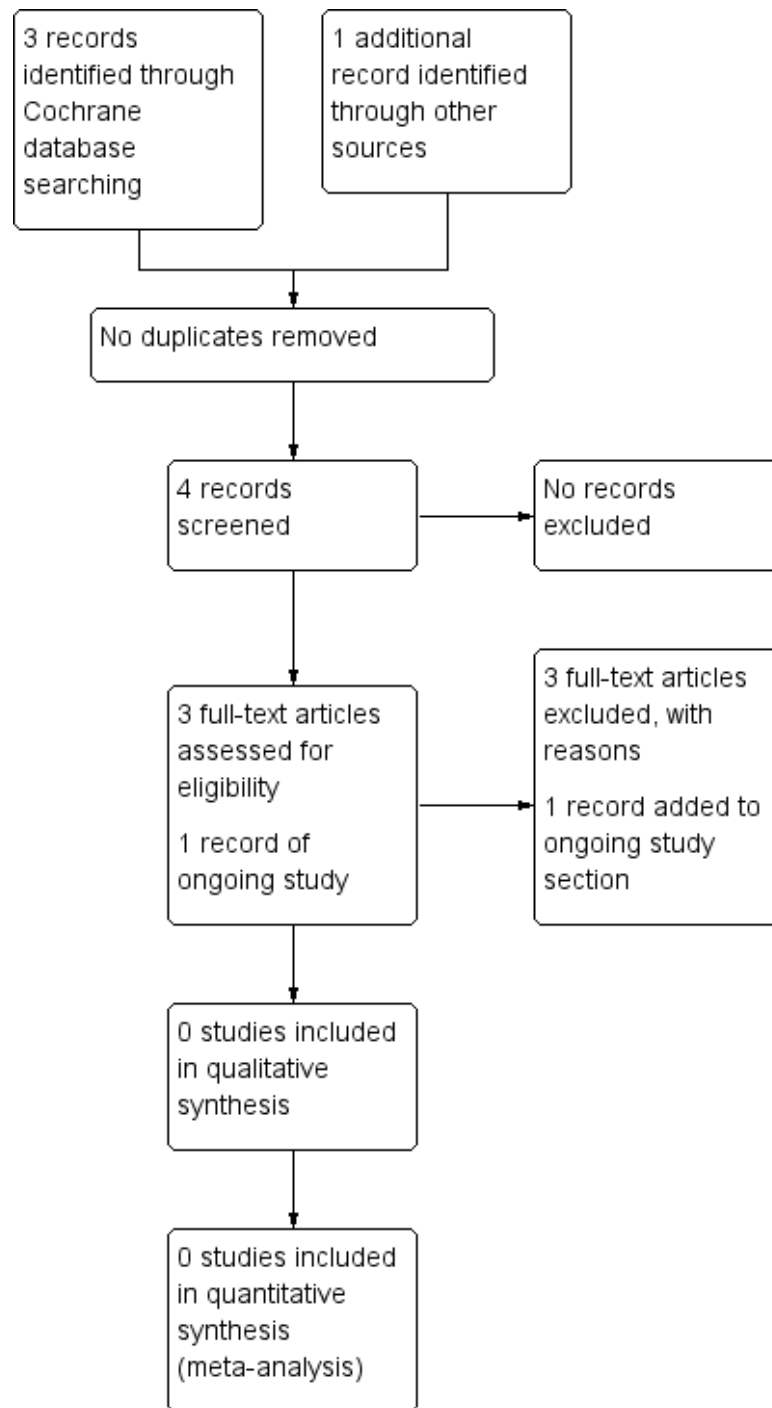 3 records
identified through
Cochrane
database
searching
1 additional
record identified
through other
sources
No duplicates removed
4 records
screened
No records
excluded
3 full-text articles
assessed for
eligibility
1 record of
ongoing study
3 full-text articles
excluded, with
reasons
1 record added to
ongoing study
section
0 studies included
in qualitative
synthesis
0 studies included
in quantitative
synthesis
(meta-analysis)